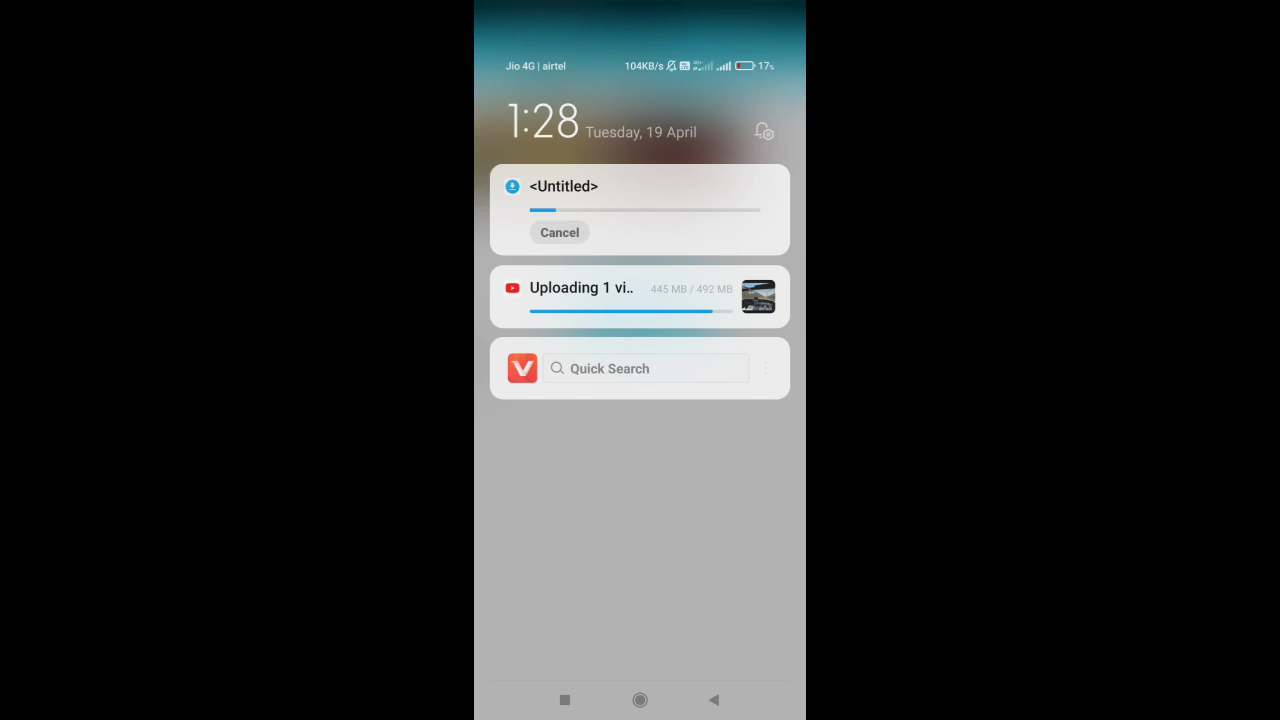 Jio 4G | airtel 104KB/s 17%
1:28 Tuesday, 19 April
<Untitled>
Cancel
Uploading 1 vi.. 445 MB / 492 MB
Quick Search